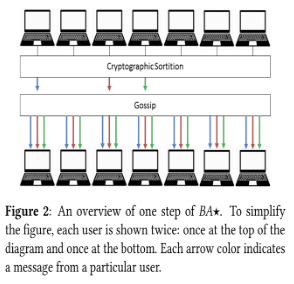 Cryptographic Sortition
Gossip
Figure 2: An overview of one step of BA★. To simplify
the figure, each user is shown twice: once at the top of the
diagram and once at the bottom. Each arrow color indicates
a message from a particular user.